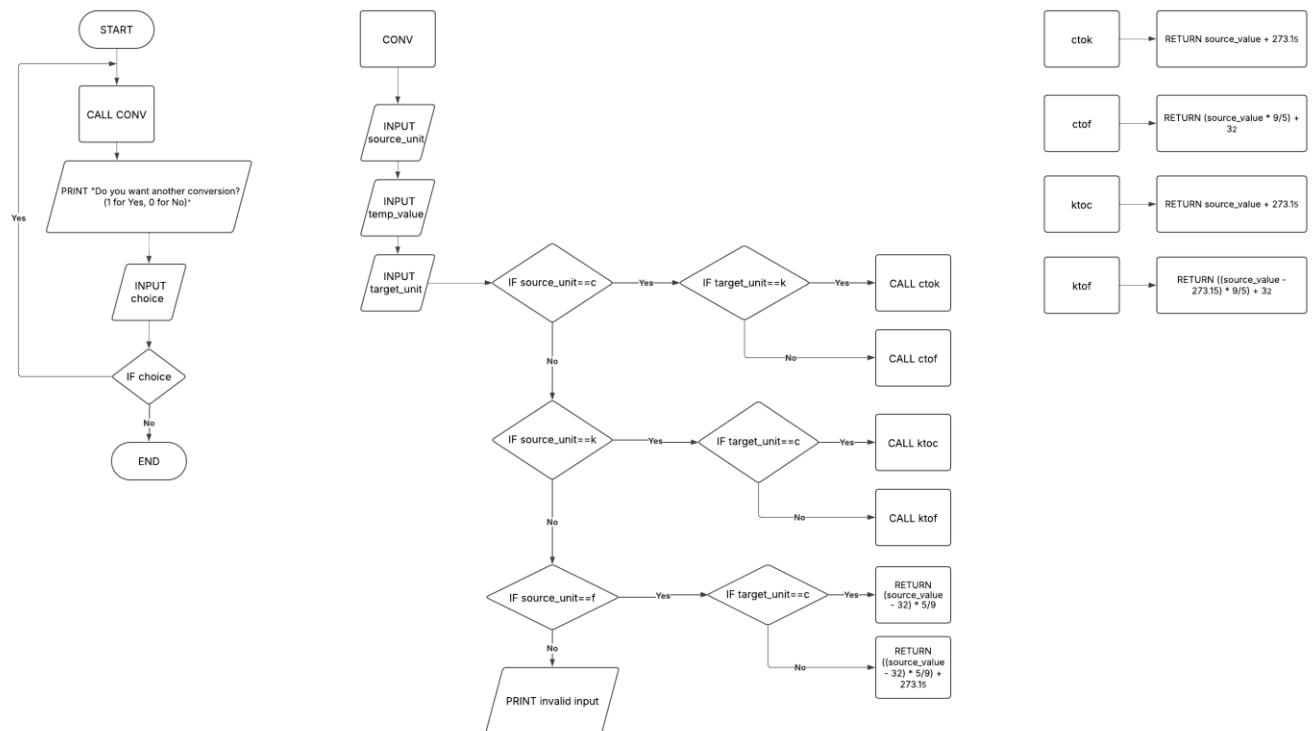 START
CALL CONV
PRINT "Do you want another conversion?
(1 for Yes, 0 for No)"
INPUT
choice
IF choice
Yes
No
END
CONV
INPUT
source_unit
INPUT
temp_value
INPUT
target_unit
IF source_unit==c
Yes
IF target_unit==k
Yes
CALL ctok
No
CALL ctof
No
IF source_unit==k
Yes
IF target_unit==c
Yes
CALL ktoc
No
CALL ktof
No
IF source_unit==f
Yes
IF target_unit==c
Yes
RETURN
(source_value
- 32) * 5/9
No
RETURN
((source_value
- 32) * 5/9) +
273.15
No
PRINT invalid input
ctok
RETURN source_value + 273.15
ctof
RETURN (source_value * 9/5) +
32
ktoc
RETURN source_value + 273.15
ktof
RETURN ((source_value -
273.15) * 9/5) + 32